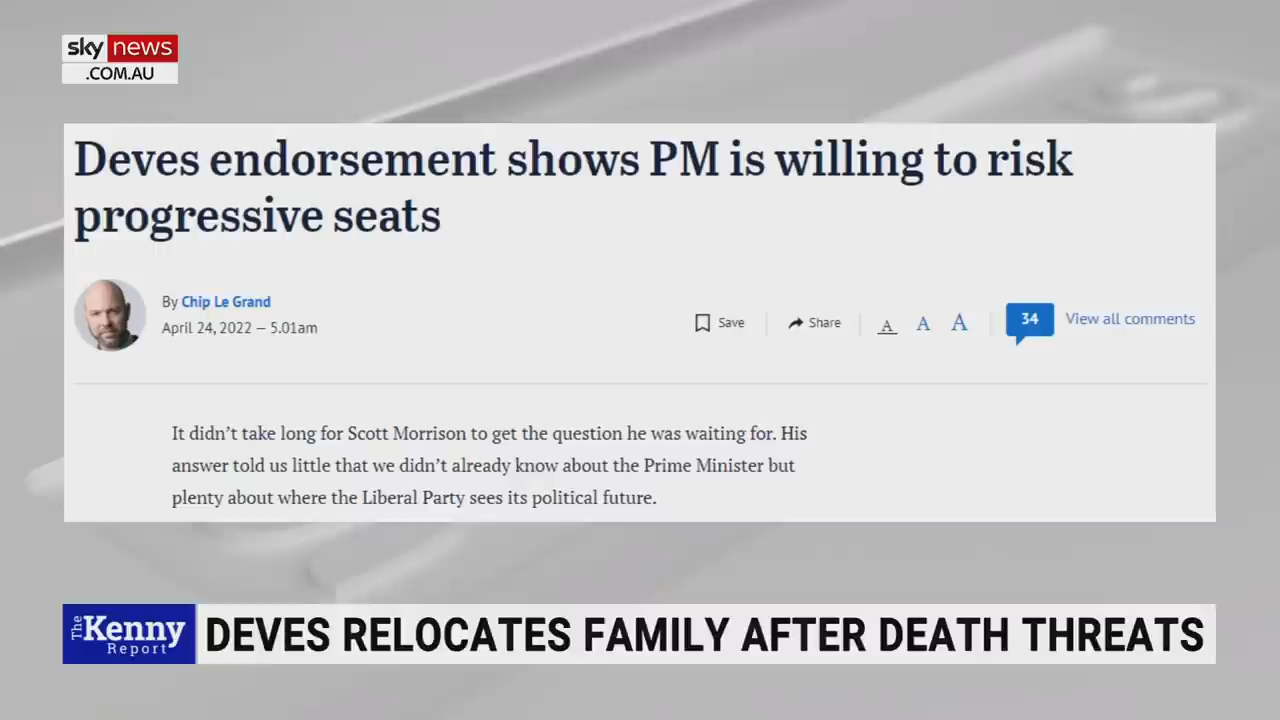 sky news
.COM.AU
Deves endorsement shows PM is willing to risk
progressive seats
By Chip Le Grand
April 24, 2022 – 5.01am
Save
Share
A A A
34
View all comments
It didn't take long for Scott Morrison to get the question he was waiting for. His
answer told us little that we didn't already know about the Prime Minister but
plenty about where the Liberal Party sees its political future.
The Kenny Report
DEVES RELOCATES FAMILY AFTER DEATH THREATS